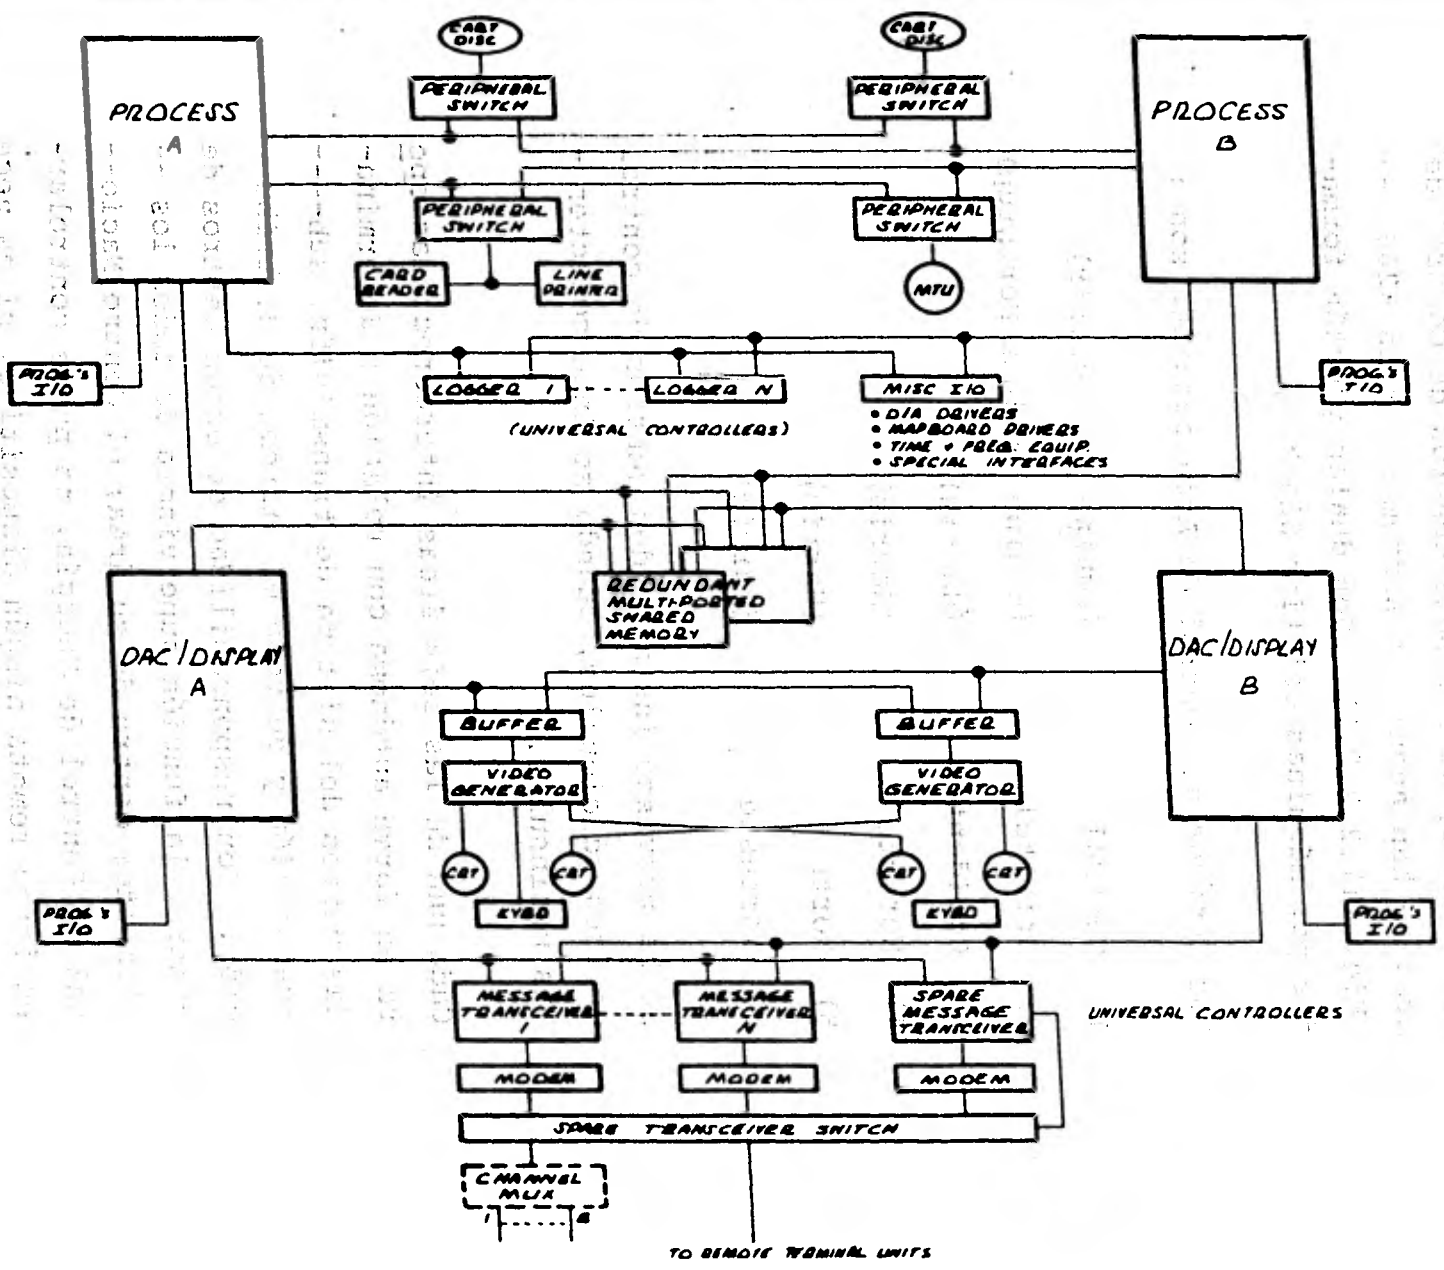 CART
DISC
CART
DISC
PERIPHERAL
SWITCH
PERIPHERAL
SWITCH
PROCESS
A
PROCESS
B
PERIPHERAL
SWITCH
PERIPHERAL
SWITCH
CARD
READER
LINE
PRINTER
MTU
PROG.'S
I/O
LOGGER 1
LOGGER N
MISC I/O
PROG.'S
I/O
(UNIVERSAL CONTROLLERS)
• D/A DRIVERS
• MAPBOARD DRIVERS
• TIME + FREQ. EQUIP.
• SPECIAL INTERFACES
REDUNDANT
MULTI-PORTED
SHARED
MEMORY
DAC/DISPLAY
A
DAC/DISPLAY
B
BUFFER
BUFFER
VIDEO
GENERATOR
VIDEO
GENERATOR
CRT
CRT
CRT
CRT
KYBD
KYBD
PROG.'S
I/O
PROG.'S
I/O
MESSAGE
TRANSCEIVER
1
MESSAGE
TRANSCEIVER
N
SPARE
MESSAGE
TRANSCEIVER
UNIVERSAL CONTROLLERS
MODEM
MODEM
MODEM
SPARE TRANSCEIVER SWITCH
CHANNEL
MUX
1
TO REMOTE TERMINAL UNITS